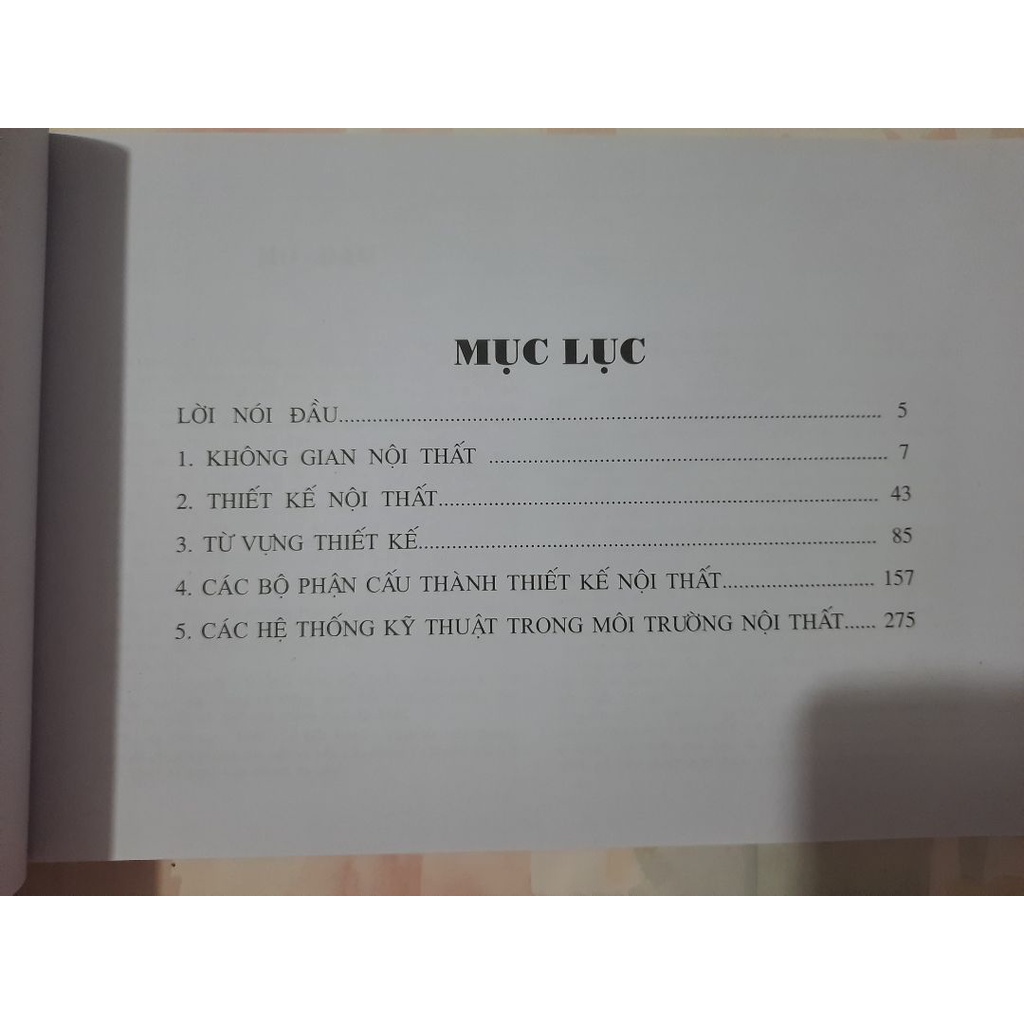 MỤC LỤC
LỜI NÓI ĐẦU................................................ 5
1. KHÔNG GIAN NỘI THẤT ................................................ 7
2. THIẾT KẾ NỘI THẤT................................................ 43
3. TỪ VỰNG THIẾT KẾ................................................ 85
4. CÁC BỘ PHẬN CẤU THÀNH THIẾT KẾ NỘI THẤT........................... 157
5. CÁC HỆ THỐNG KỸ THUẬT TRONG MÔI TRƯỜNG NỘI THẤT...... 275